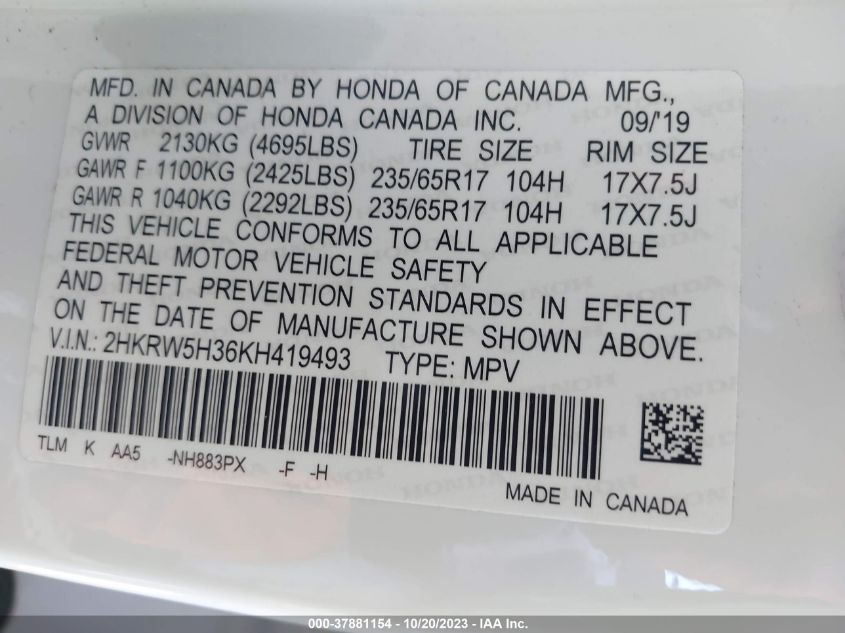 MFD. IN CANADA BY HONDA OF CANADA MFG.,
A DIVISION OF HONDA CANADA INC. 09/'19
GVWR 2130KG (4695LBS) TIRE SIZE RIM SIZE
GAWR F 1100KG (2425LBS) 235/65R17 104H 17X7.5J
GAWR R 1040KG (2292LBS) 235/65R17 104H 17X7.5J
THIS VEHICLE CONFORMS TO ALL APPLICABLE
FEDERAL MOTOR VEHICLE SAFETY
AND THEFT PREVENTION STANDARDS IN EFFECT
ON THE DATE OF MANUFACTURE SHOWN ABOVE.
V.I.N.: 2HKRW5H36KH419493 TYPE: MPV
TLM K AA5 -NH883PX -F -H
MADE IN CANADA
000-37881154 - 10/20/2023 - IAA Inc.